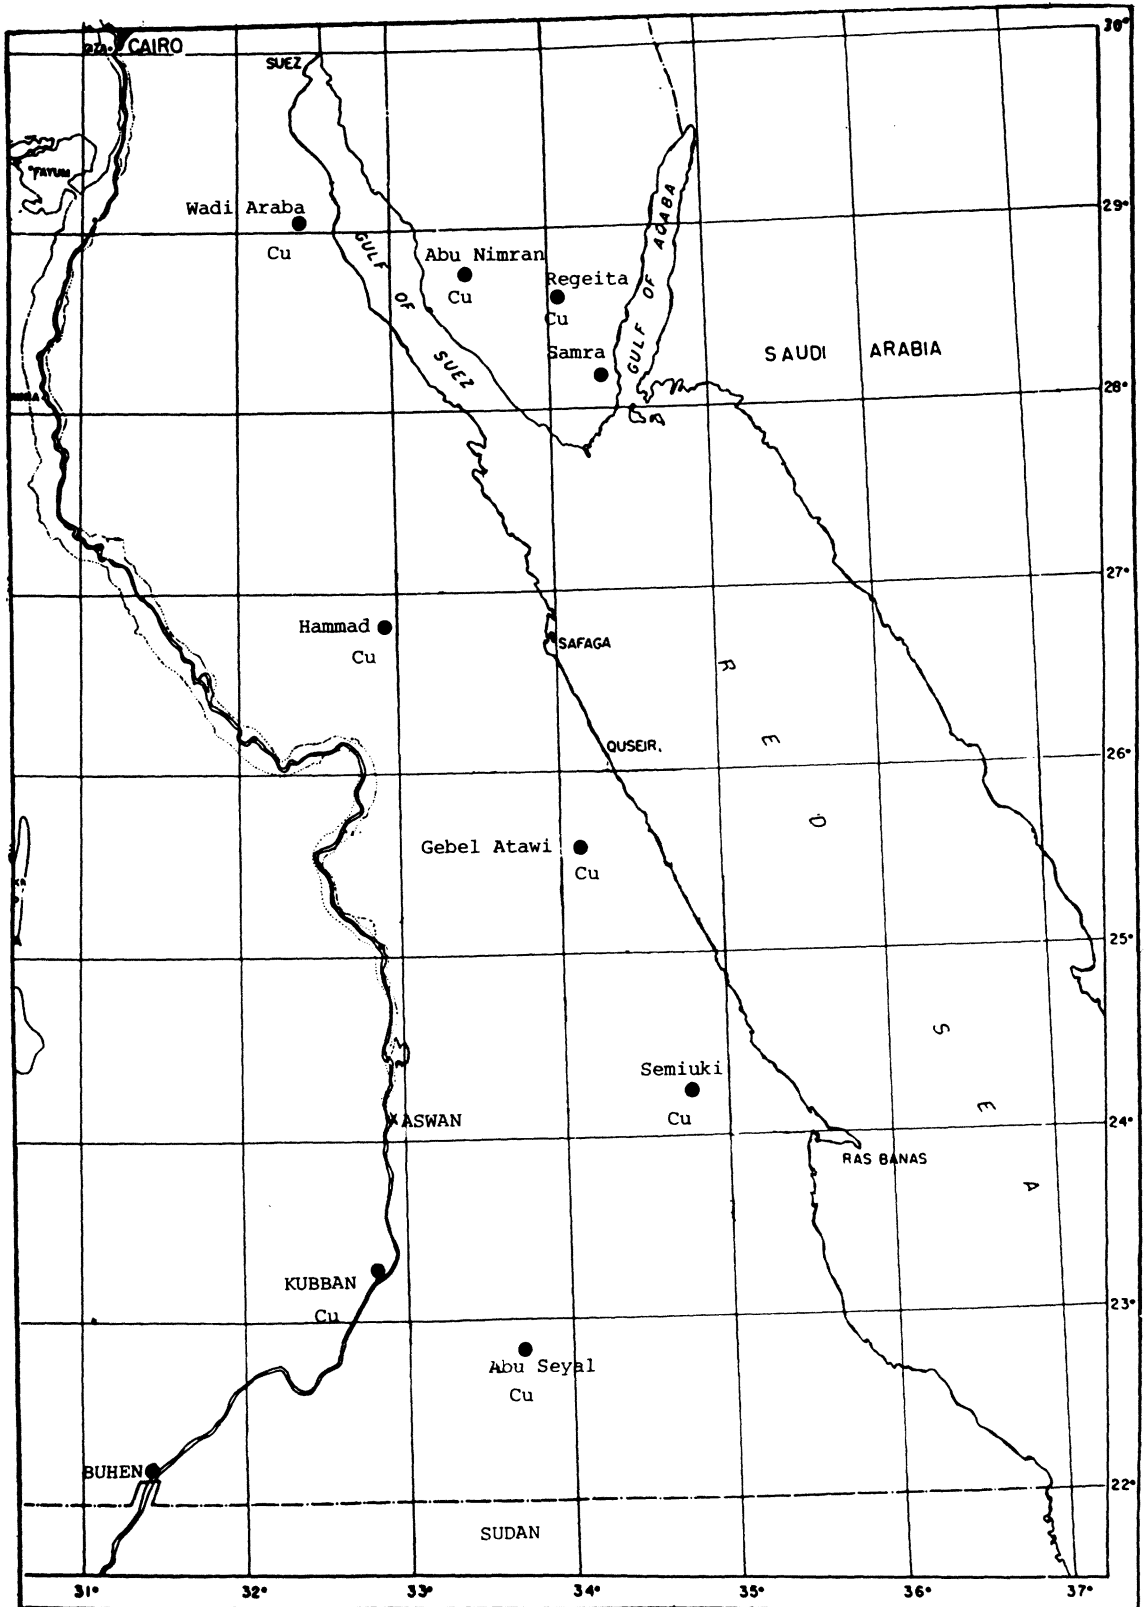 30°
CAIRO
SUEZ
FAYUM
29°
Wadi Araba
Cu
GULF OF SUEZ
Abu Nimran
Cu
Regeita
Cu
GULF OF AQABA
Samra
SAUDI ARABIA
28°
27°
Hammad
Cu
SAFAGA
RED SEA
QUSEIR.
26°
Gebel Atawi
Cu
25°
Semiuki
Cu
ASWAN
24°
RAS BANAS
KUBBAN
Cu
23°
Abu Seyal
Cu
BUHEN
22°
SUDAN
31° 32° 33° 34° 35° 36° 37°